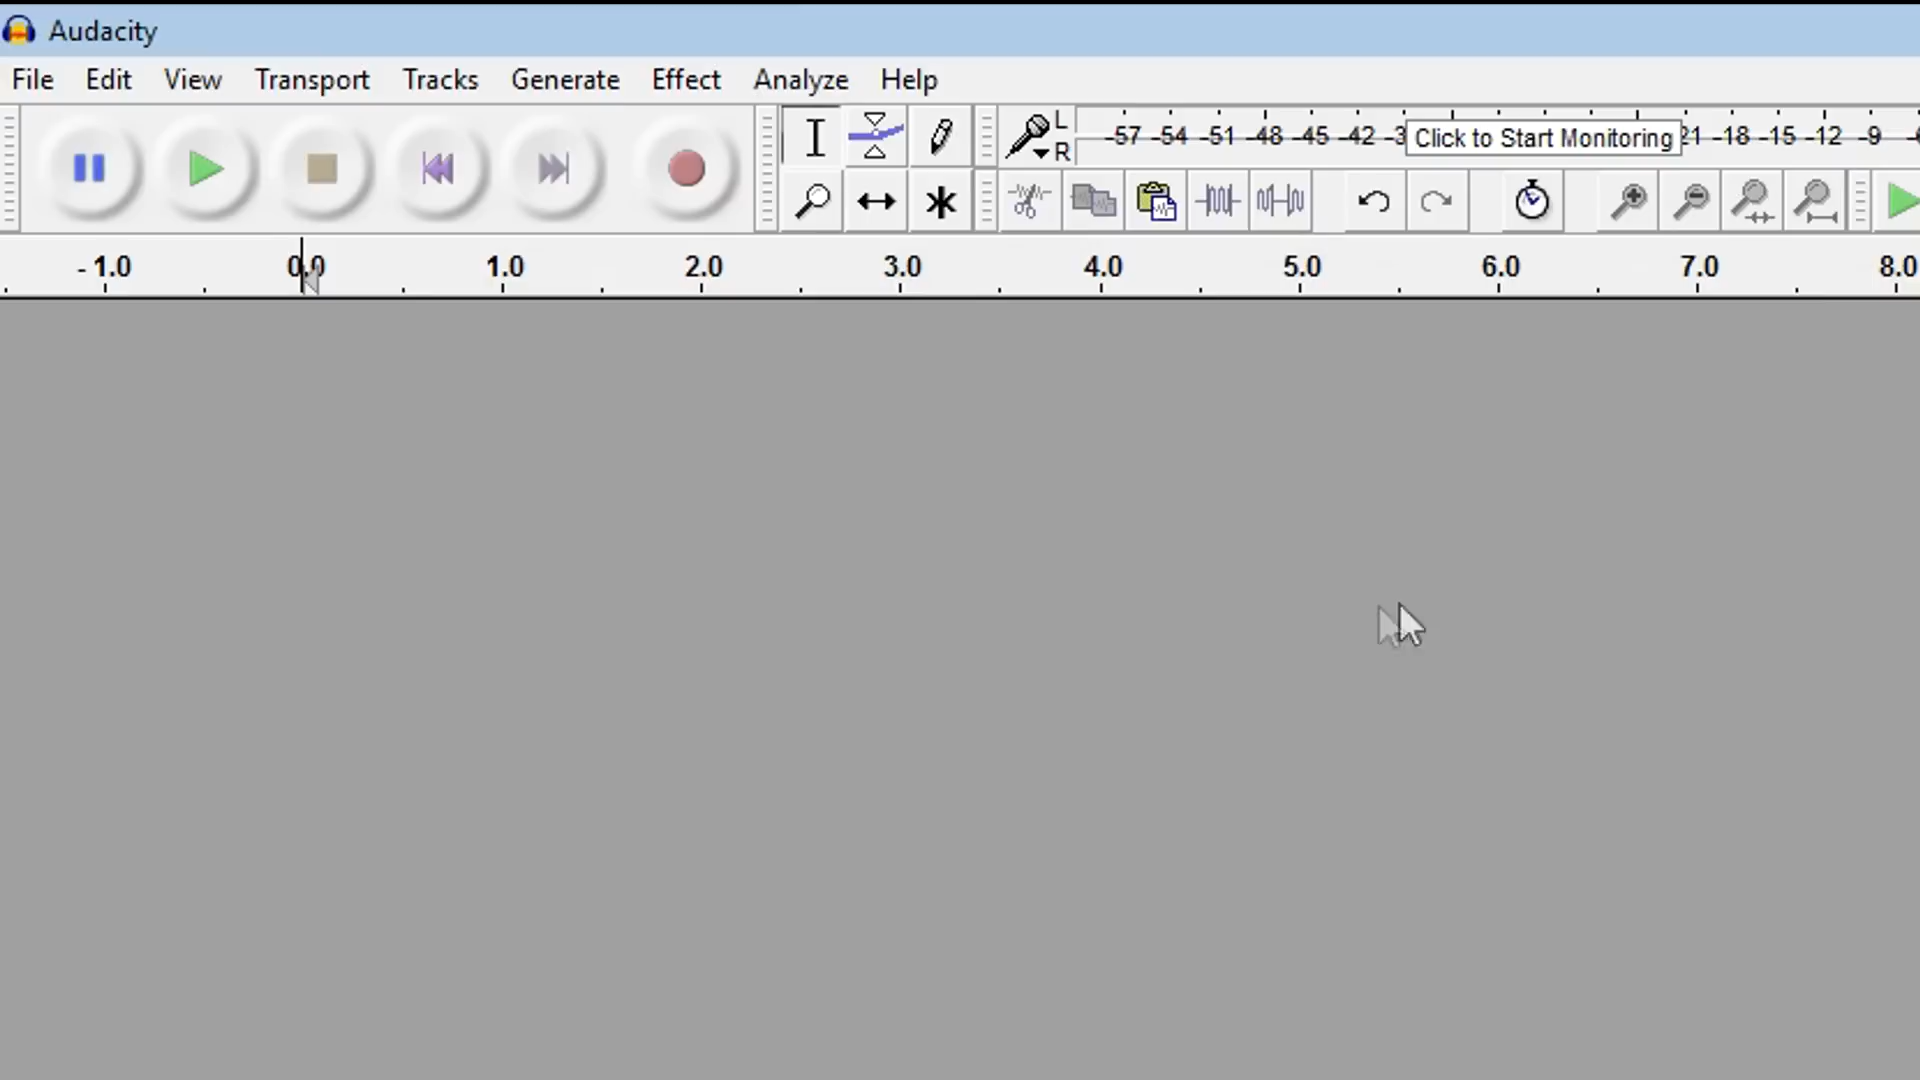 Audacity
File Edit View Transport Tracks Generate Effect Analyze Help
L
R
-57 -54 -51 -48 -45 -42 Click to Start Monitoring -18 -15 -12 -9
- 1.0 0.0 1.0 2.0 3.0 4.0 5.0 6.0 7.0 8.0